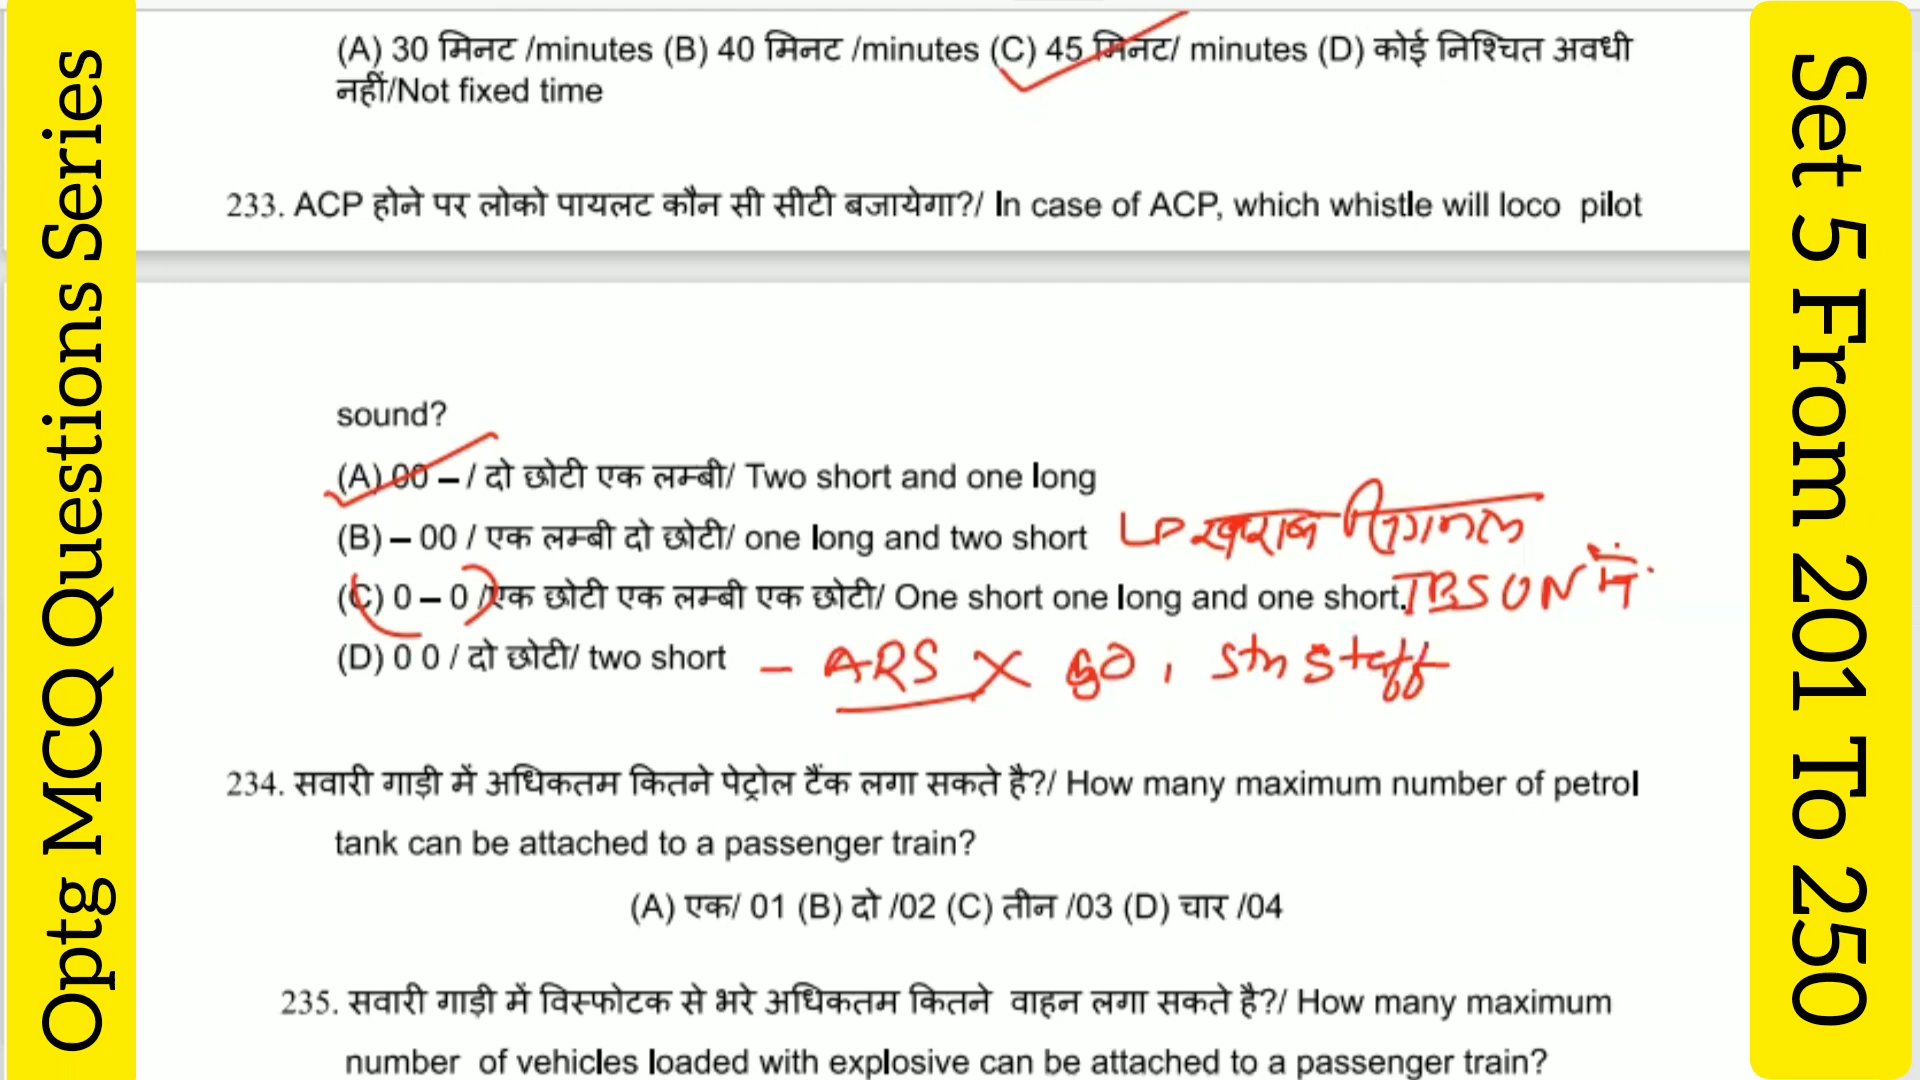 Optg MCQ Questions Series
(A) 30 मिनट /minutes (B) 40 मिनट /minutes (C) 45 मिनट/ minutes (D) कोई निश्चित अवधी
नहीं/Not fixed time
233. ACP होने पर लोको पायलट कौन सी सीटी बजायेगा?/ In case of ACP, which whistle will loco pilot
sound?
(A) 00 – / दो छोटी एक लम्बी/ Two short and one long
(B) – 00 / एक लम्बी दो छोटी/ one long and two short
सिगनल
(C) 0 – 0 /एक छोटी एक लम्बी एक छोटी/ One short one long and one short.
IBS ON में
(D) 0 0 / दो छोटी/ two short
– ARS X GO, Stn Staff
234. सवारी गाड़ी में अधिकतम कितने पेट्रोल टैंक लगा सकते है?/ How many maximum number of petrol
tank can be attached to a passenger train?
(A) एक/ 01 (B) दो /02 (C) तीन /03 (D) चार /04
235. सवारी गाड़ी में विस्फोटक से भरे अधिकतम कितने वाहन लगा सकते है?/ How many maximum
number of vehicles loaded with explosive can be attached to a passenger train?
Set 5 From 201 To 250